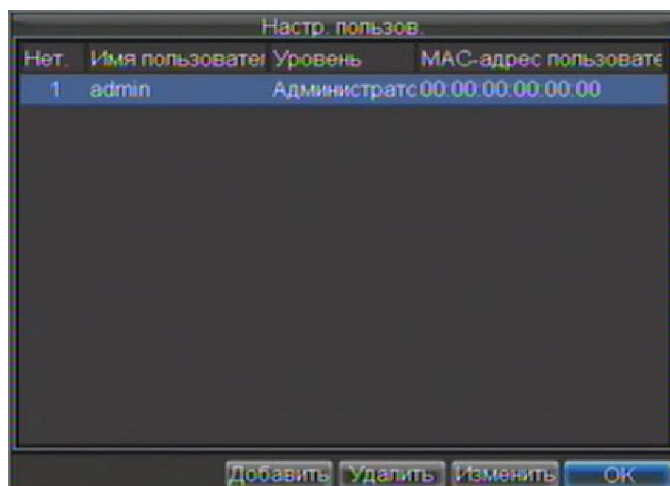 Настр. пользов.
Нет. Имя пользовател Уровень MAC-адрес пользовате
1 admin Администратс 00:00:00:00:00:00
Добавить Удалить Изменить OK